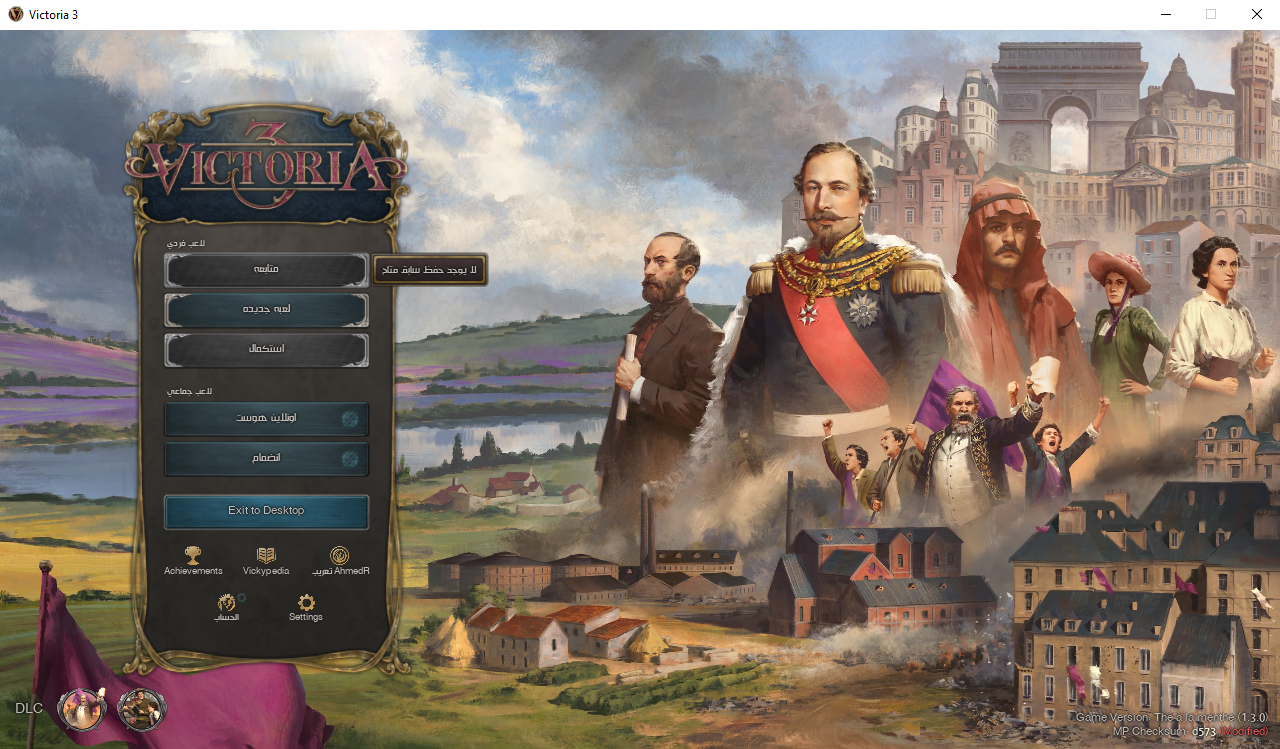 Victoria 3
3
VICTORIA
لاعب فردي
متابعه
لا يوجد حفظ سابق متاح
لعبه جديده
استكمال
لاعب جماعي
اونلاين هوست
انضمام
Exit to Desktop
Achievements
Vickypedia
AhmedR تعريب
الحساب
Settings
DLC
Game Version: The a la menthe (1.3.0)
MP Checksum: d573 (Modified)